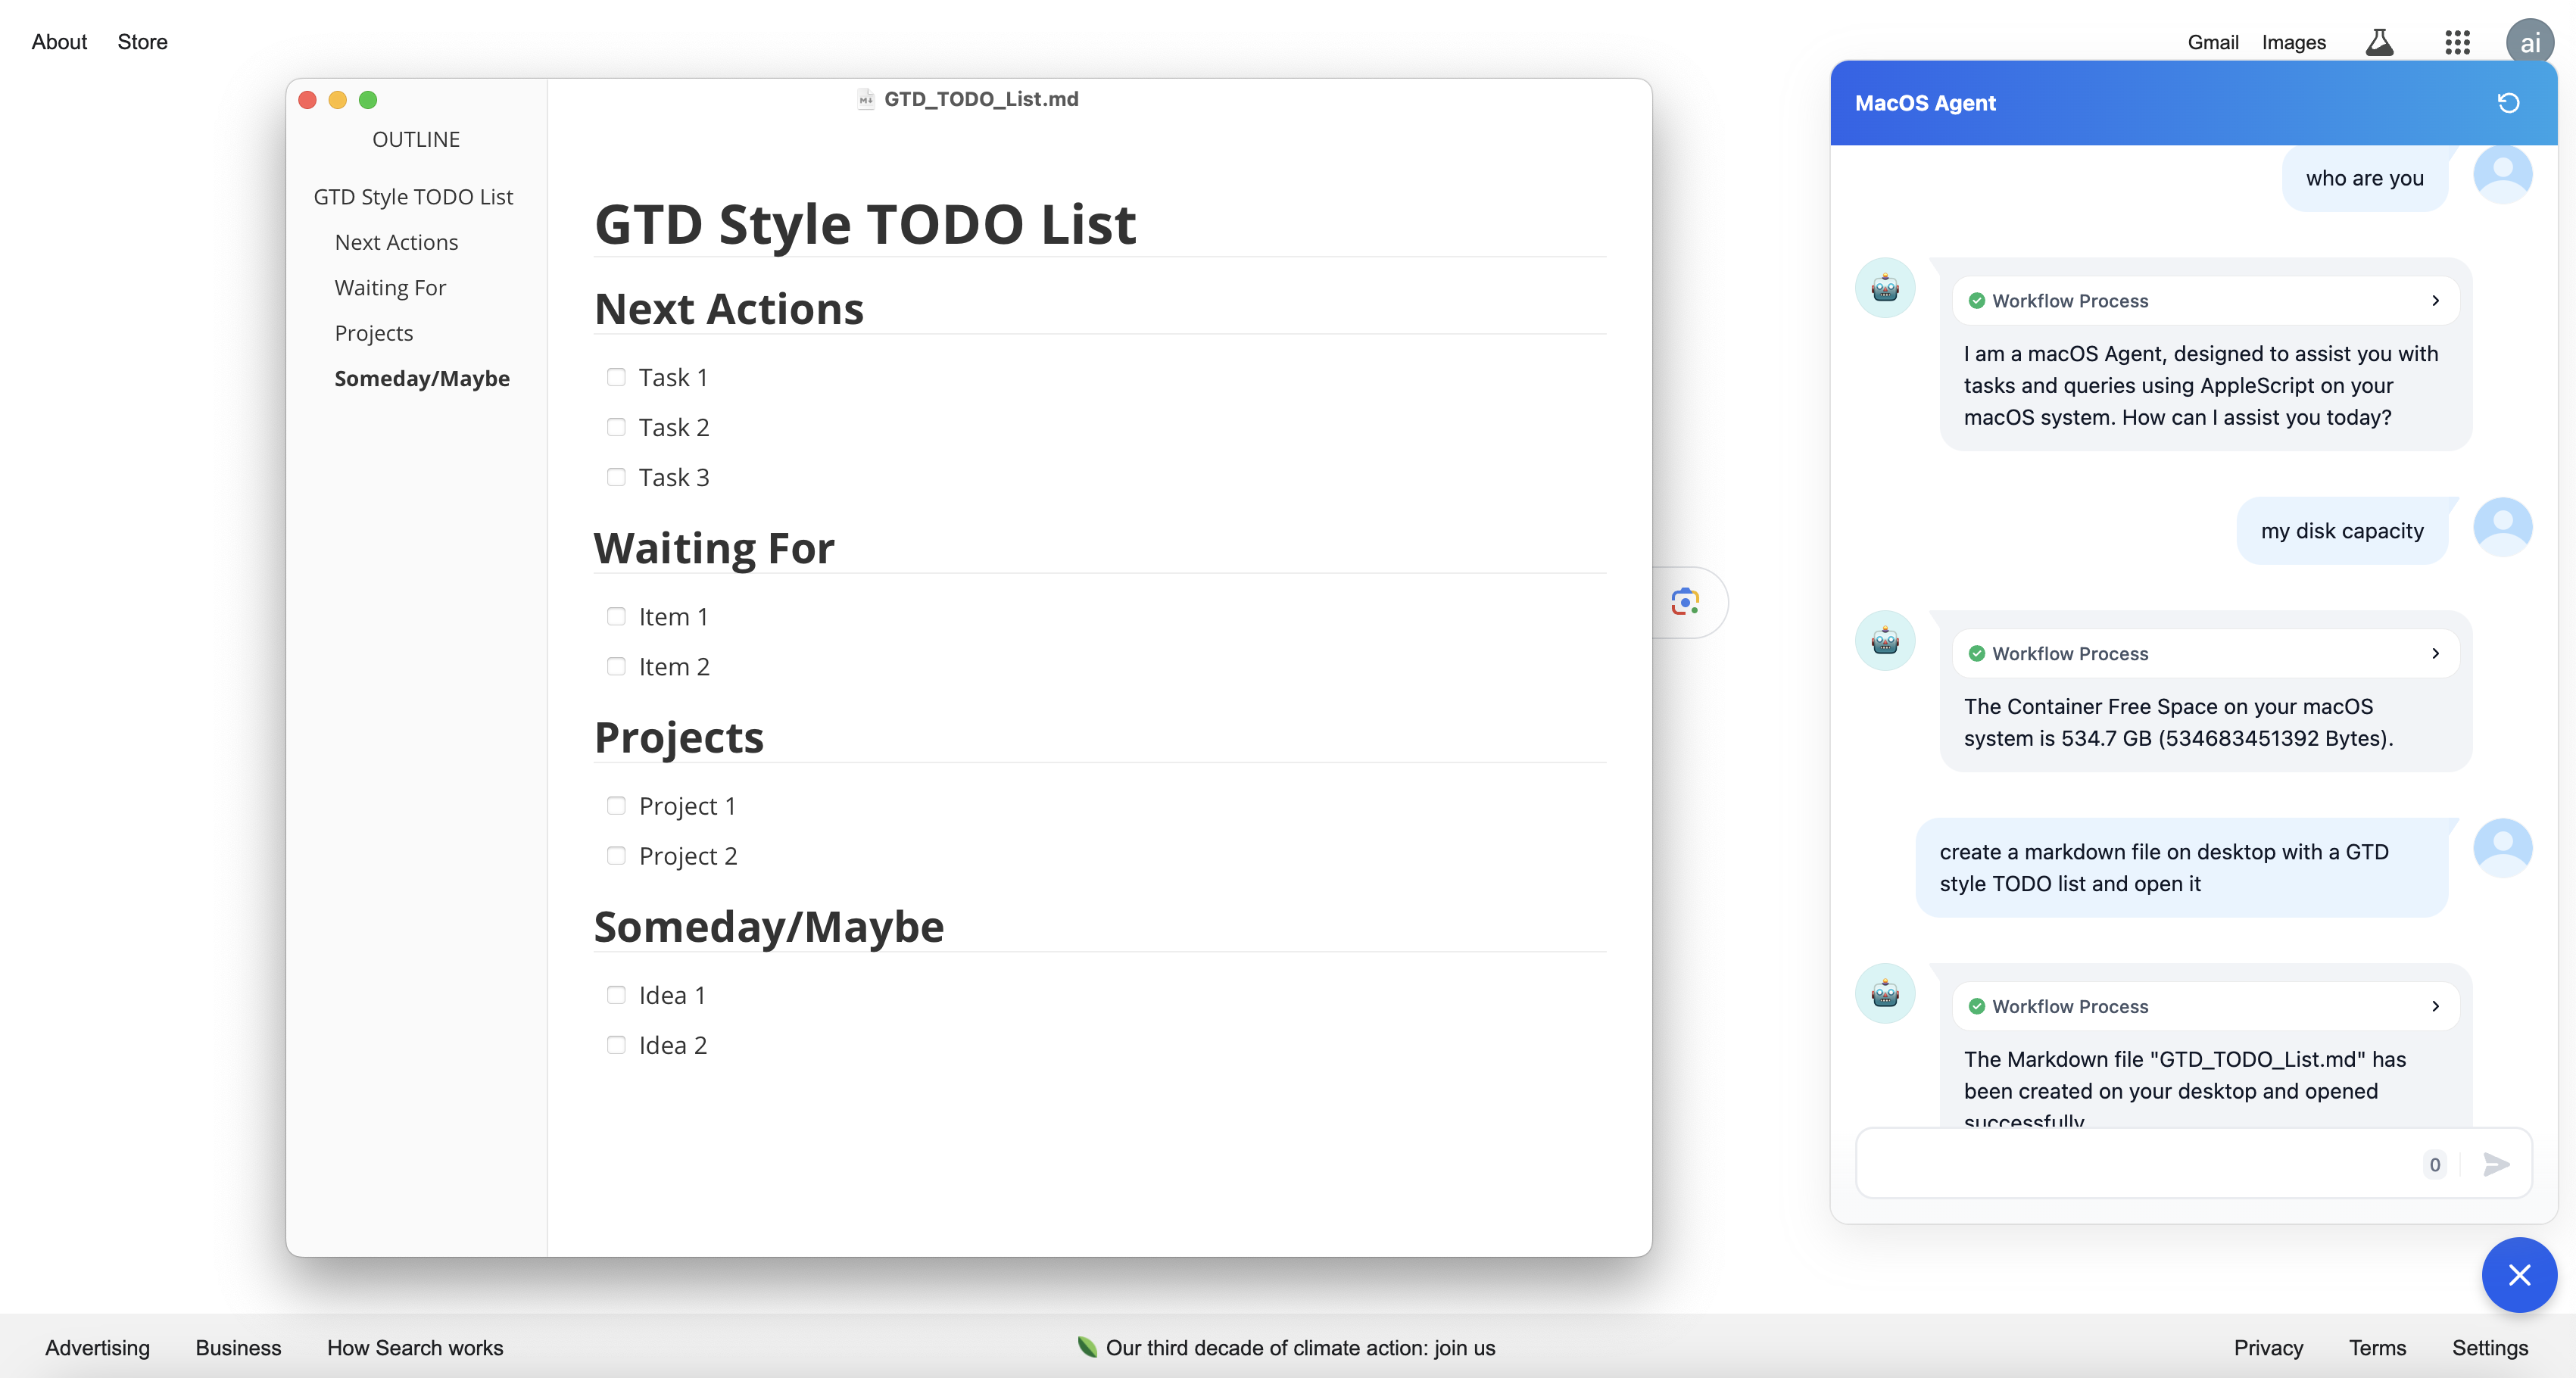 About
Store
Gmail
Images
ai
GTD_TODO_List.md
OUTLINE
GTD Style TODO List
Next Actions
Waiting For
Projects
Someday/Maybe
GTD Style TODO List
Next Actions
Task 1
Task 2
Task 3
Waiting For
Item 1
Item 2
Projects
Project 1
Project 2
Someday/Maybe
Idea 1
Idea 2
MacOS Agent
who are you
Workflow Process
I am a macOS Agent, designed to assist you with
tasks and queries using AppleScript on your
macOS system. How can I assist you today?
my disk capacity
Workflow Process
The Container Free Space on your macOS
system is 534.7 GB (534683451392 Bytes).
create a markdown file on desktop with a GTD
style TODO list and open it
Workflow Process
The Markdown file "GTD_TODO_List.md" has
been created on your desktop and opened
successfully
0
Advertising
Business
How Search works
Our third decade of climate action: join us
Privacy
Terms
Settings